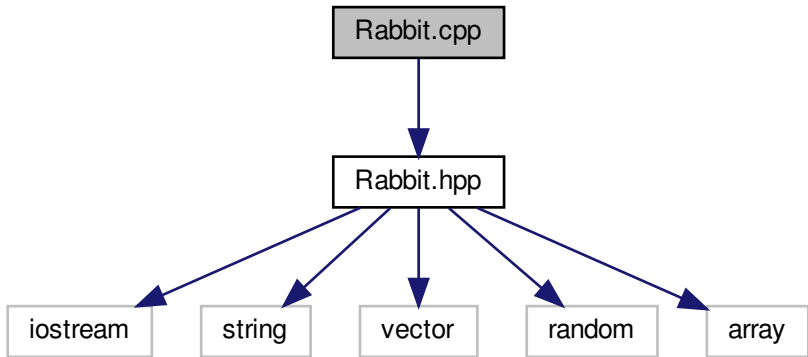 Rabbit.cpp
Rabbit.hpp
iostream
string
vector
random
array